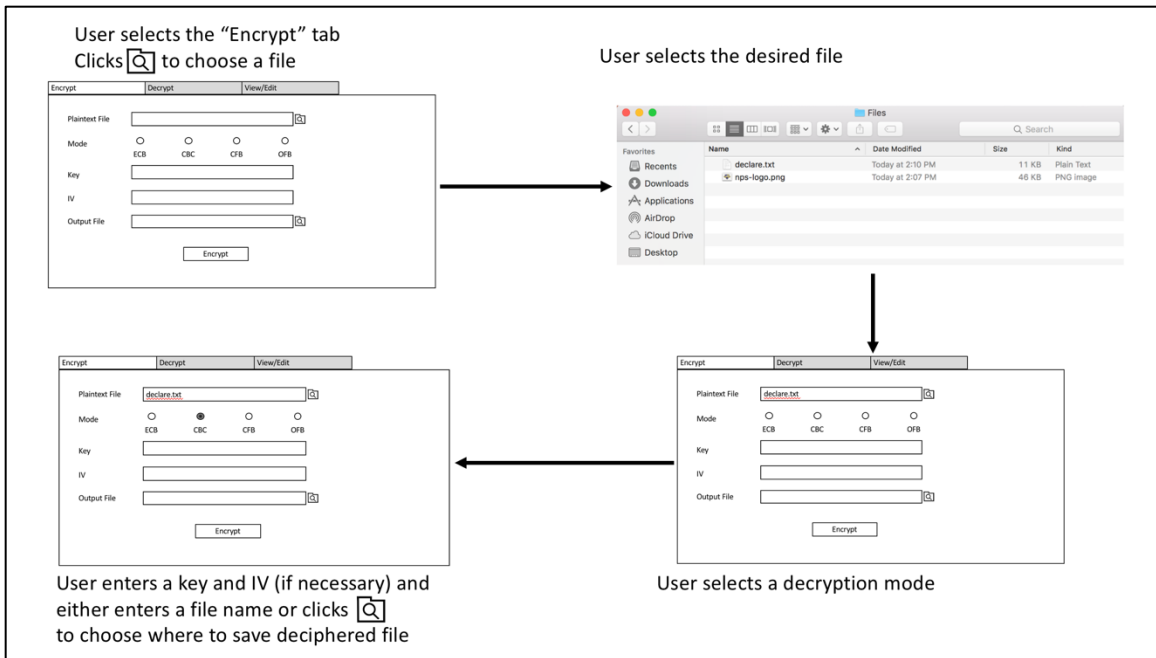 User selects the “Encrypt” tab
Clicks to choose a file
Encrypt Decrypt View/Edit
Plaintext File
Mode
ECB CBC CFB OFB
Key
IV
Output File
Encrypt
User selects the desired file
Files
Search
Favorites
Recents
Downloads
Applications
AirDrop
iCloud Drive
Desktop
Name Date Modified Size Kind
declare.txt Today at 2:10 PM 11 KB Plain Text
nps-logo.png Today at 2:07 PM 46 KB PNG image
Encrypt Decrypt View/Edit
Plaintext File declare.txt
Mode
ECB CBC CFB OFB
Key
IV
Output File
Encrypt
User selects a decryption mode
Encrypt Decrypt View/Edit
Plaintext File declare.txt
Mode
ECB CBC CFB OFB
Key
IV
Output File
Encrypt
User enters a key and IV (if necessary) and
either enters a file name or clicks
to choose where to save deciphered file